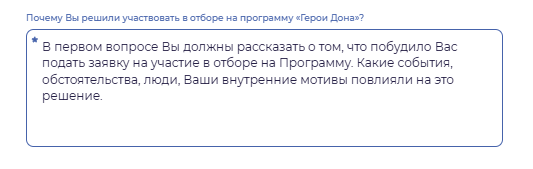 Почему Вы решили участвовать в отборе на программу «Герои Дона»?
* В первом вопросе Вы должны рассказать о том, что побудило Вас
подать заявку на участие в отборе на Программу. Какие события,
обстоятельства, люди, Ваши внутренние мотивы повлияли на это
решение.